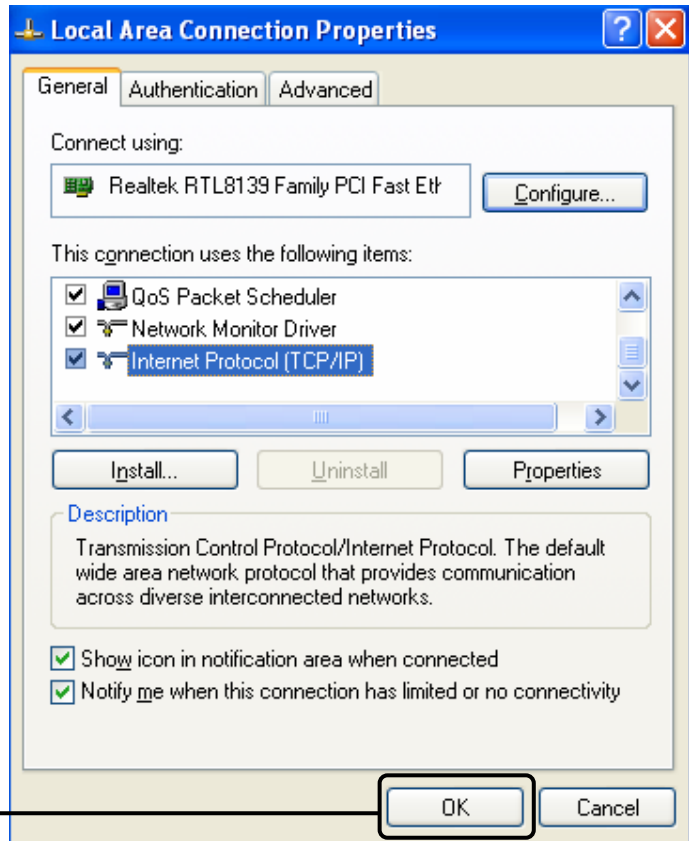 Local Area Connection Properties
General Authentication Advanced
Connect using:
Realtek RTL8139 Family PCI Fast Eth
Configure...
This connection uses the following items:
QoS Packet Scheduler
Network Monitor Driver
Internet Protocol (TCP/IP)
Install... Uninstall Properties
Description
Transmission Control Protocol/Internet Protocol. The default
wide area network protocol that provides communication
across diverse interconnected networks.
Show icon in notification area when connected
Notify me when this connection has limited or no connectivity
OK Cancel